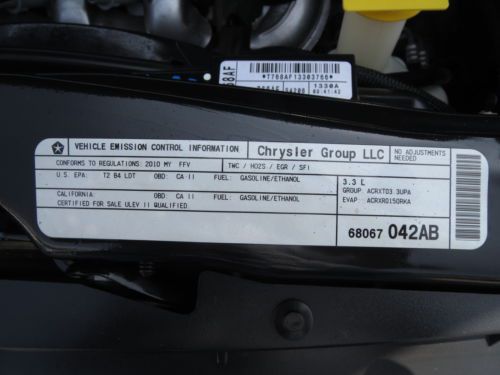 68AF
*T768AF13303766*
1330A
VEHICLE EMISSION CONTROL INFORMATION
Chrysler Group LLC
NO ADJUSTMENTS NEEDED
CONFORMS TO REGULATIONS: 2010 MY FFV
TWC / HO2S / EGR / SFI
U.S. EPA: T2 B4 LDT OBD CA II FUEL: GASOLINE/ETHANOL
CALIFORNIA: OBD CA II FUEL: GASOLINE/ETHANOL
CERTIFIED FOR SALE ULEV II QUALIFIED.
3.3 L
GROUP ACRXT03 3UPA
EVAP ACRXR0150RKA
68067 042AB